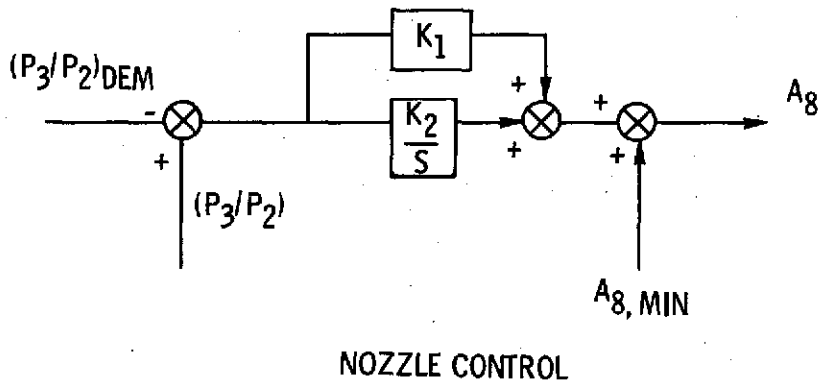 K1
(P3/P2)DEM
-
+
(P3/P2)
K2
S
+
+
+
+
A8
A8, MIN
NOZZLE CONTROL